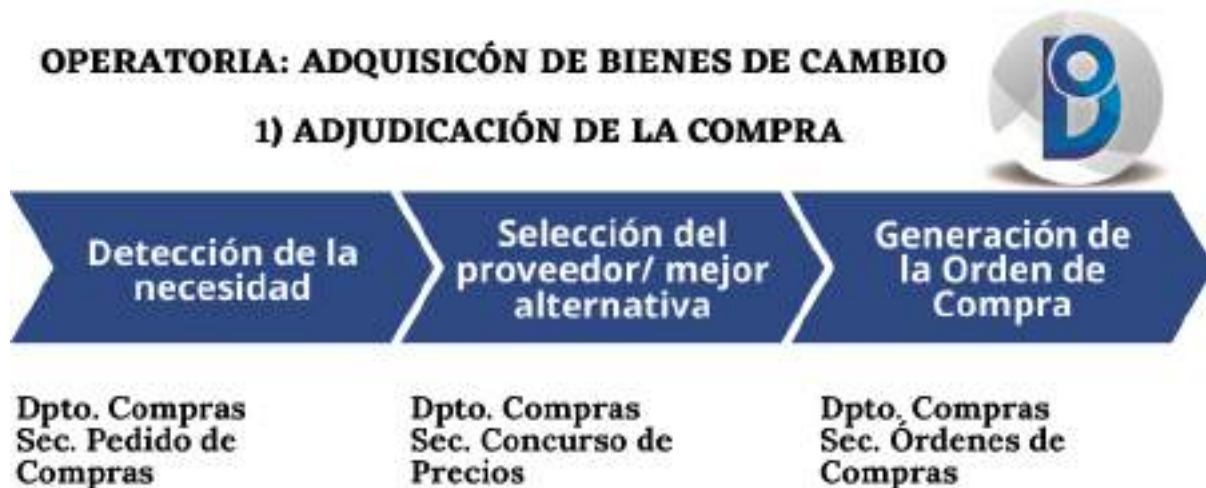 OPERATORIA: ADQUISICÓN DE BIENES DE CAMBIO
1) ADJUDICACIÓN DE LA COMPRA
Detección de la
necesidad
Selección del
proveedor/ mejor
alternativa
Generación de
la Orden de
Compra
Dpto. Compras
Sec. Pedido de
Compras
Dpto. Compras
Sec. Concurso de
Precios
Dpto. Compras
Sec. Órdenes de
Compras